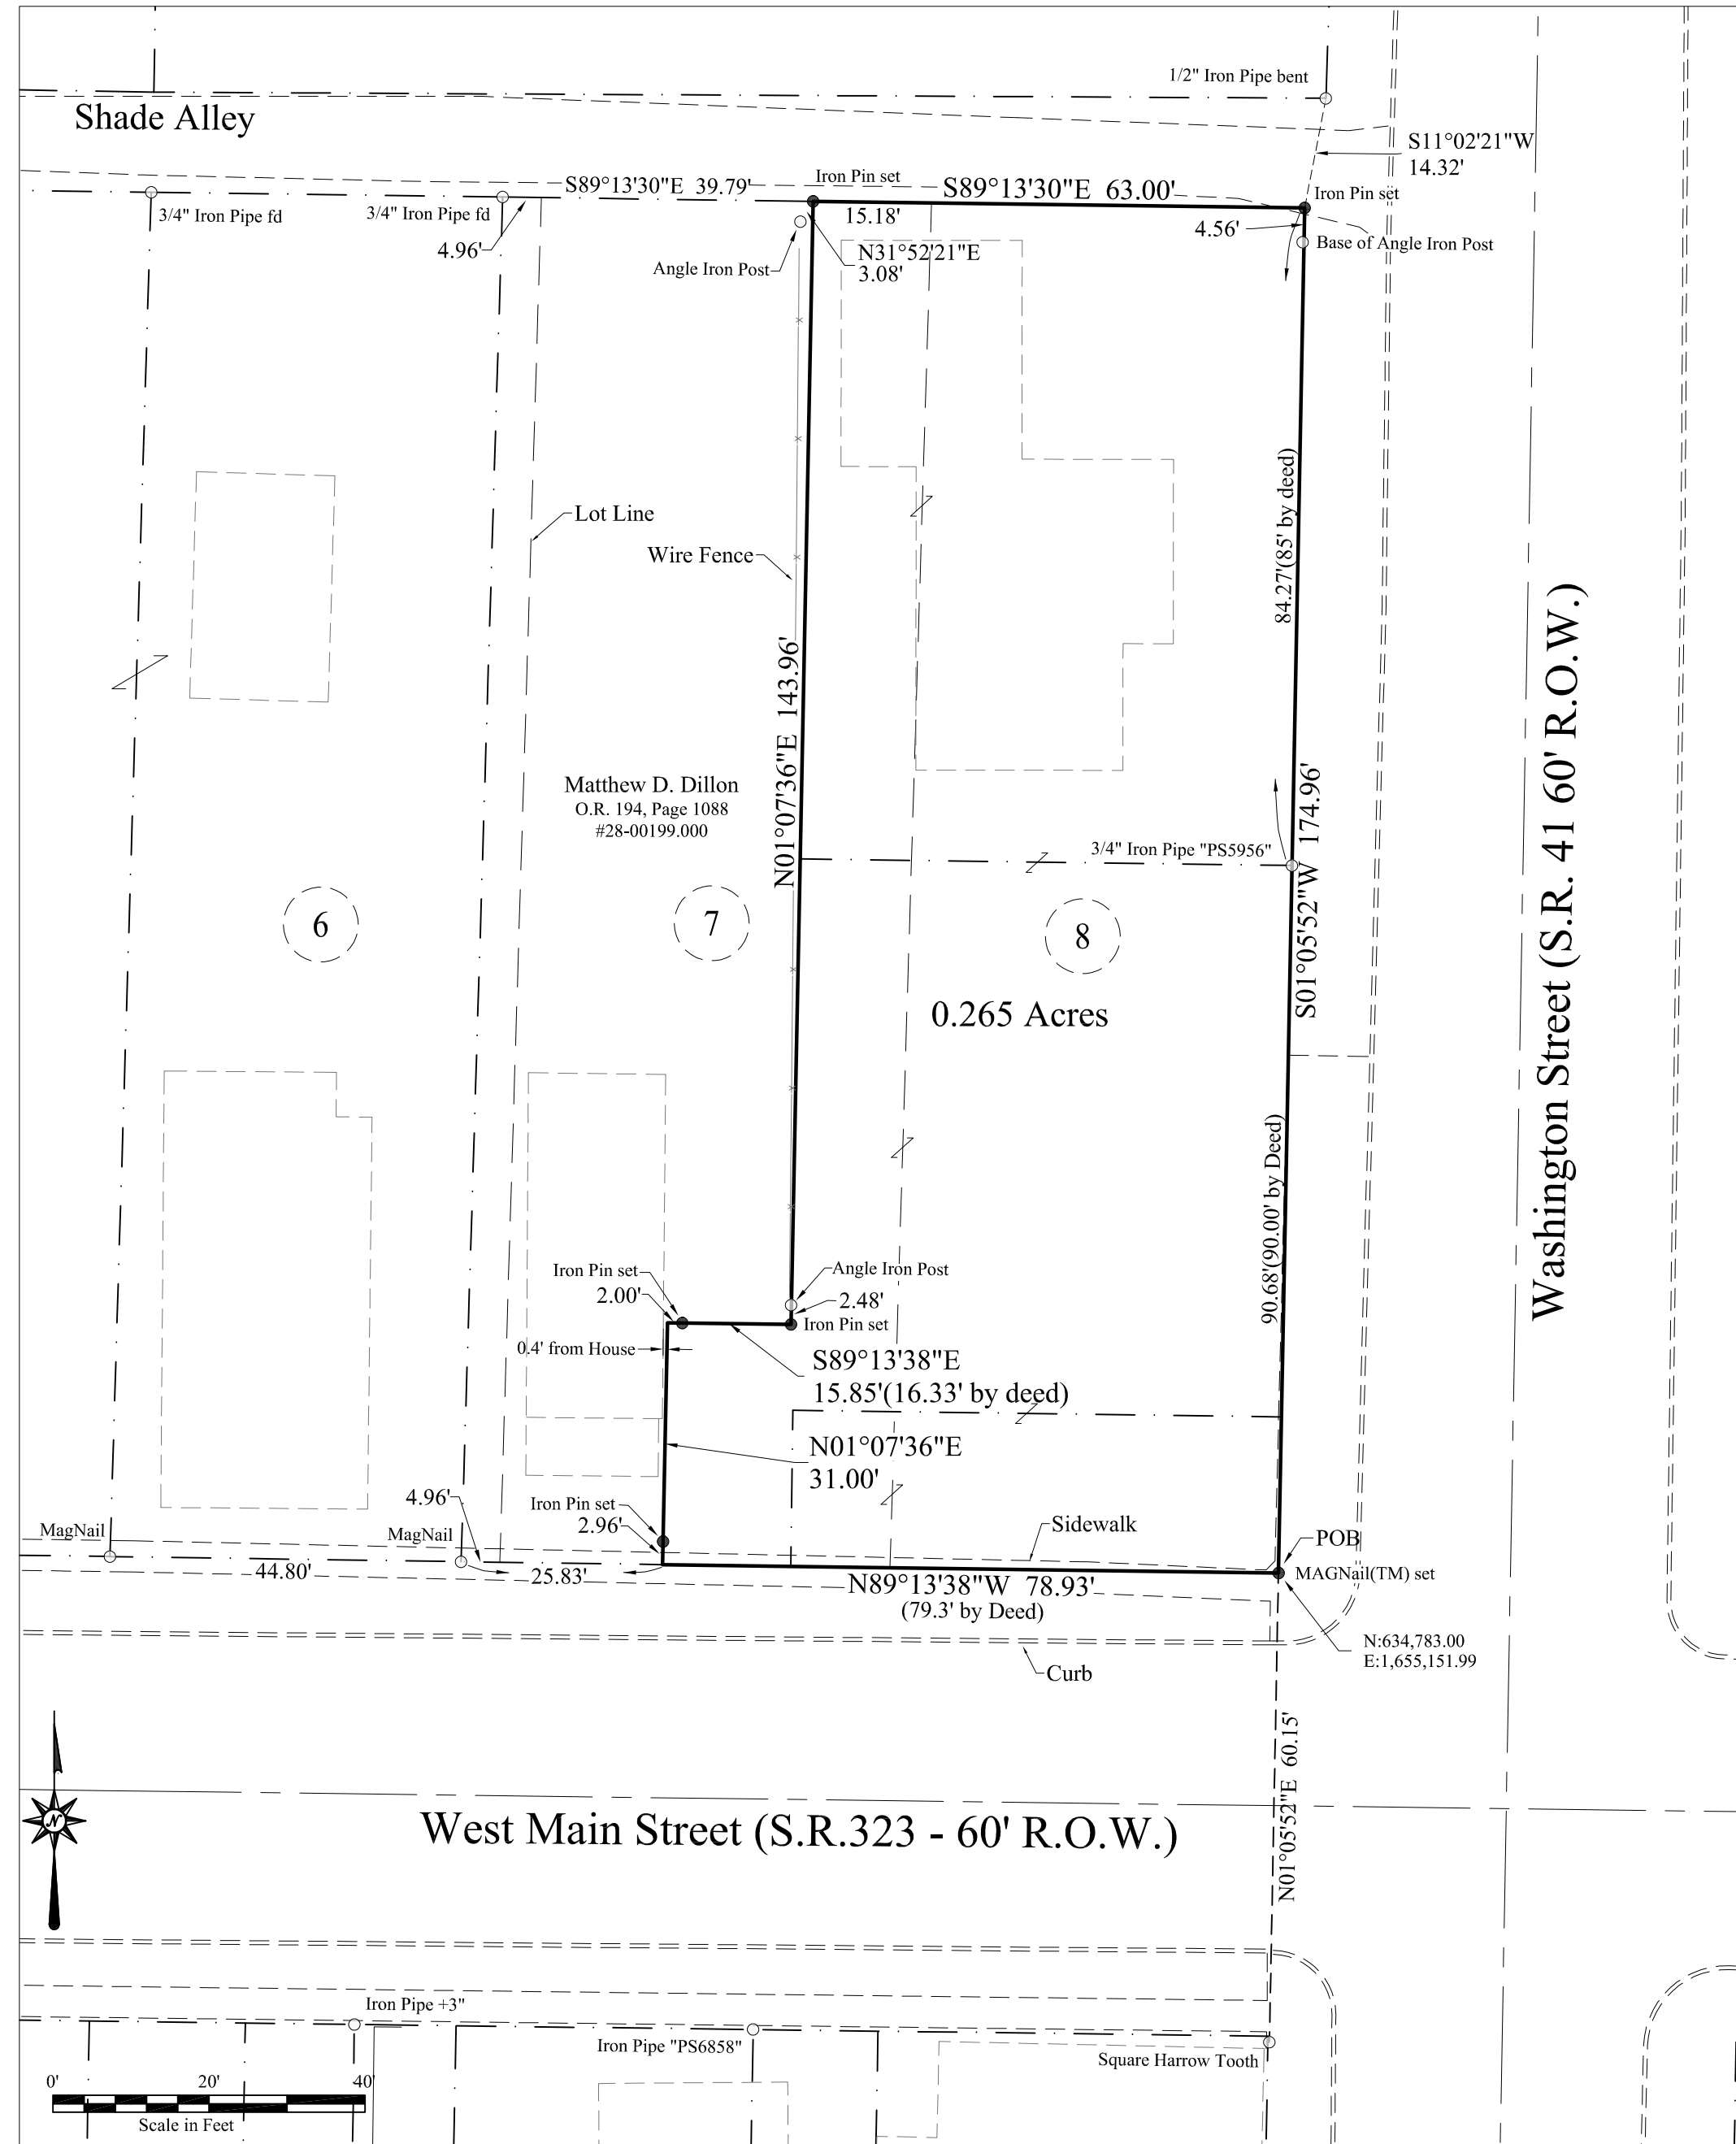 1/2" Iron Pipe bent
Shade Alley
S11°02'21"W
14.32'
S89°13'30"E 39.79'
Iron Pin set
S89°13'30"E 63.00'
Iron Pin set
3/4" Iron Pipe fd
3/4" Iron Pipe fd
15.18'
4.56'
4.96'
Base of Angle Iron Post
Angle Iron Post
N31°52'21"E
3.08'
Lot Line
Wire Fence
84.27'(85' by deed)
N01°07'36"E 143.96'
Matthew D. Dillon
O.R. 194, Page 1088
#28-00199.000
3/4" Iron Pipe "PS5956"
S01°05'52"W 174.96'
Washington Street (S.R. 41 60' R.O.W.)
6
7
8
0.265 Acres
90.68'(90.00' by Deed)
Iron Pin set
2.00'
Angle Iron Post
2.48'
Iron Pin set
0.4' from House
S89°13'38"E
15.85'(16.33' by deed)
N01°07'36"E
31.00'
4.96'
Iron Pin set
2.96'
MagNail
MagNail
Sidewalk
POB
44.80'
25.83'
N89°13'38"W 78.93'
(79.3' by Deed)
MAGNail(TM) set
N:634,783.00
E:1,655,151.99
Curb
N01°05'52"E 60.15'
N
West Main Street (S.R.323 - 60' R.O.W.)
Iron Pipe +3"
Iron Pipe "PS6858"
Square Harrow Tooth
0' 20' 40'
Scale in Feet